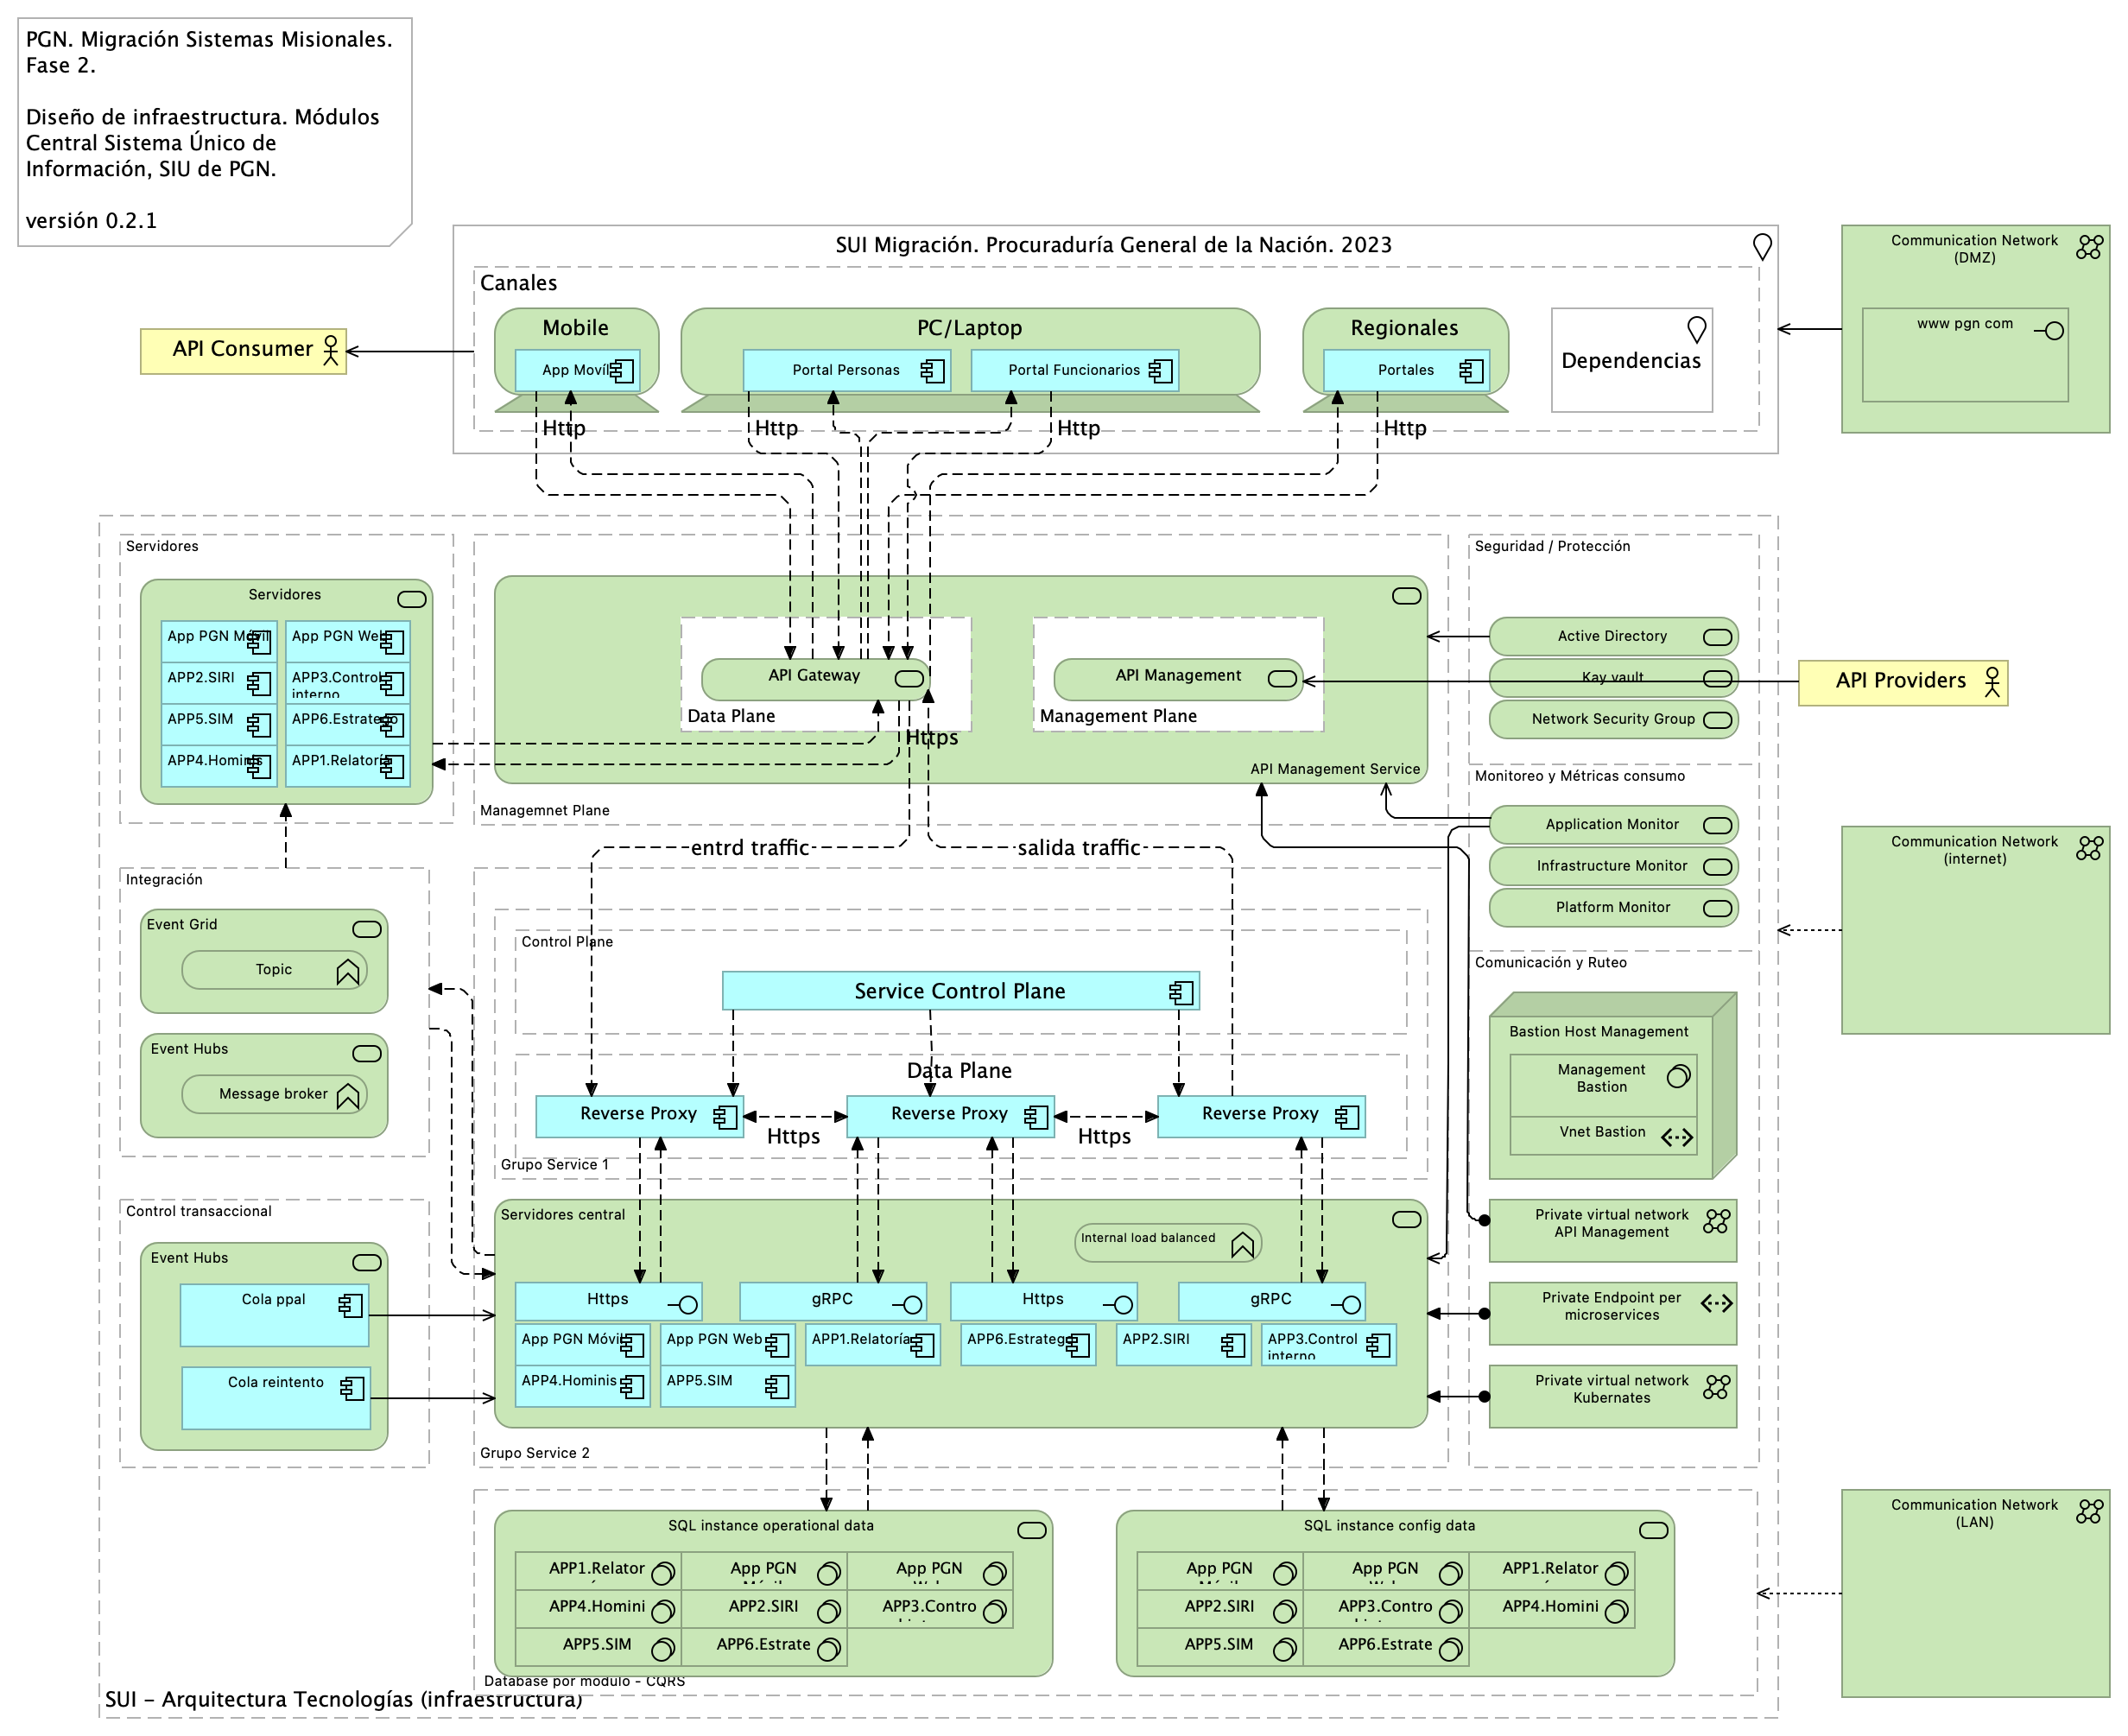 PGN. Migración Sistemas Misionales.
Fase 2.
Diseño de infraestructura. Módulos
Central Sistema Único de
Información, SIU de PGN.
versión 0.2.1
SUI Migración. Procuraduría General de la Nación. 2023
Canales
Mobile
App Movíl
PC/Laptop
Portal Personas
Portal Funcionarios
Regionales
Portales
Dependencias
Http
Http
Http
Http
API Consumer
Communication Network
(DMZ)
www pgn com
Servidores
Servidores
App PGN Móvil
App PGN Web
APP2.SIRI
APP3.Control
interno
APP5.SIM
APP6.Estratego
APP4.Hominis
APP1.Relatoría
API Gateway
Data Plane
API Management
Management Plane
Https
API Management Service
Managemnet Plane
Seguridad / Protección
Active Directory
Kay vault
Network Security Group
API Providers
Monitoreo y Métricas consumo
Application Monitor
Infrastructure Monitor
Platform Monitor
Communication Network
(internet)
entrd traffic
salida traffic
Integración
Event Grid
Topic
Event Hubs
Message broker
Control Plane
Service Control Plane
Data Plane
Reverse Proxy
Reverse Proxy
Reverse Proxy
Https
Https
Grupo Service 1
Comunicación y Ruteo
Bastion Host Management
Management
Bastion
Vnet Bastion
Private virtual network
API Management
Private Endpoint per
microservices
Private virtual network
Kubernates
Control transaccional
Event Hubs
Cola ppal
Cola reintento
Servidores central
Internal load balanced
Https
gRPC
Https
gRPC
App PGN Móvil
App PGN Web
APP1.Relatoría
APP6.Estratego
APP2.SIRI
APP3.Control
interno
APP4.Hominis
APP5.SIM
Grupo Service 2
SQL instance operational data
APP1.Relator
App PGN
App PGN
APP4.Homini
APP2.SIRI
APP3.Contro
APP5.SIM
APP6.Estrate
SQL instance config data
App PGN
App PGN
APP1.Relator
APP2.SIRI
APP3.Contro
APP4.Homini
APP5.SIM
APP6.Estrate
Database por modulo - CQRS
SUI - Arquitectura Tecnologías (infraestructura)
Communication Network
(LAN)